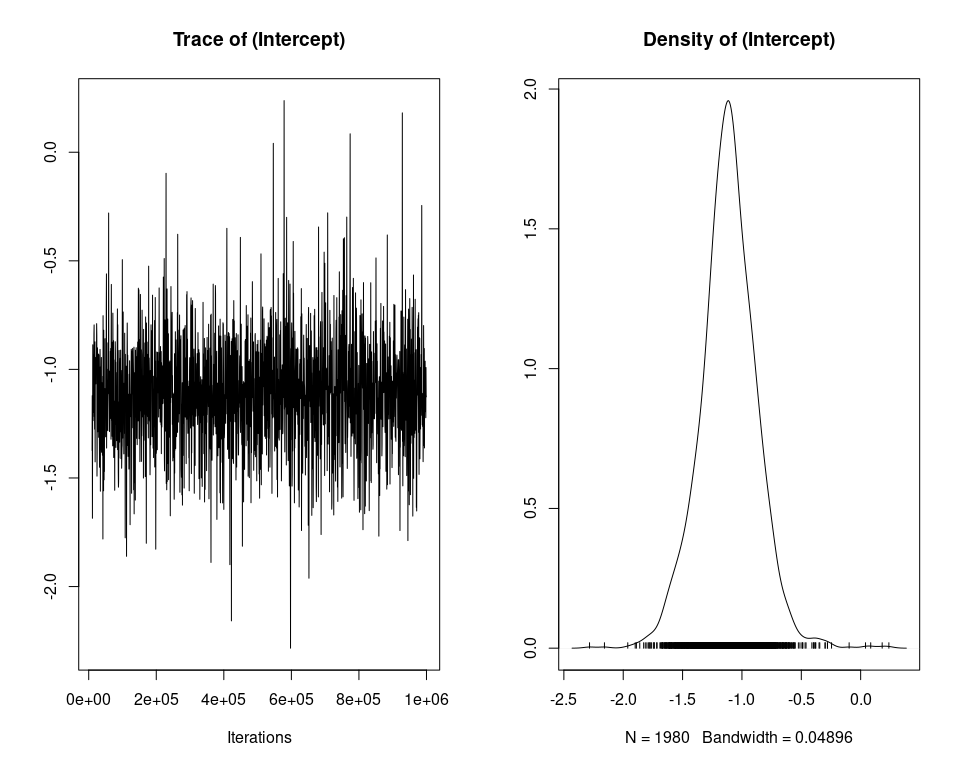 Trace of (Intercept)
0.0
-0.5
-1.0
-1.5
-2.0
0e+00 2e+05 4e+05 6e+05 8e+05 1e+06
Iterations
Density of (Intercept)
2.0
1.5
1.0
0.5
0.0
-2.5 -2.0 -1.5 -1.0 -0.5 0.0
N = 1980 Bandwidth = 0.04896